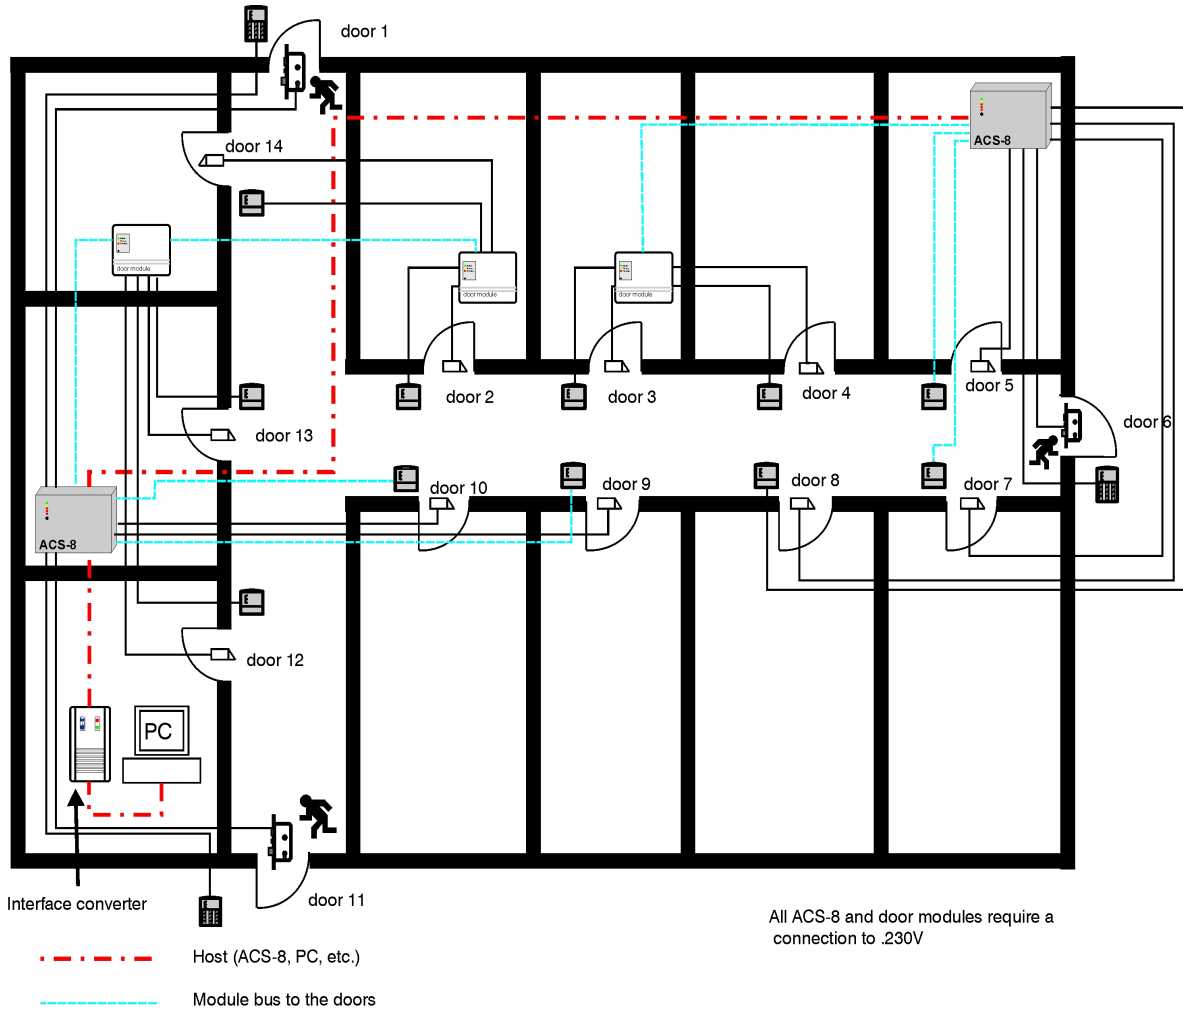 door 1
ACS-8
door 14
door module
door module
door module
door 2
door 3
door 4
door 5
door 6
door 13
door 10
door 9
door 8
door 7
ACS-8
door 12
PC
door 11
Interface converter
All ACS-8 and door modules require a
connection to .230V
Host (ACS-8, PC, etc.)
Module bus to the doors